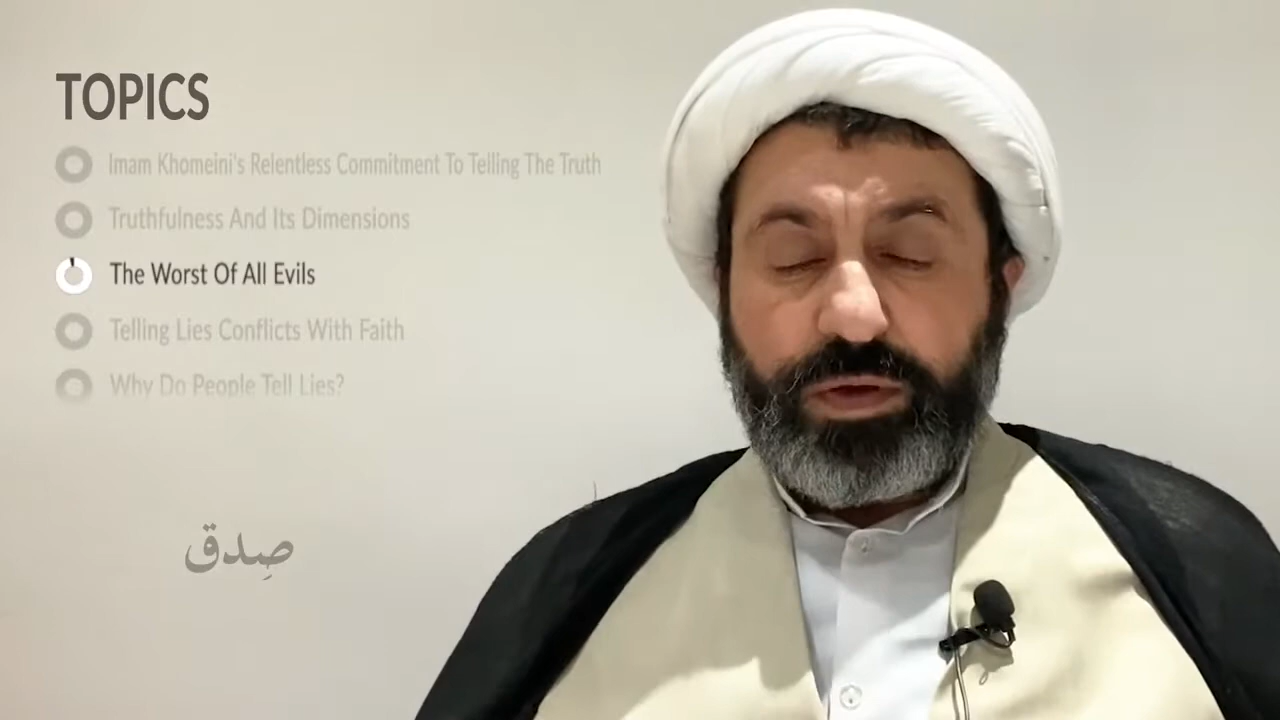 TOPICS
Imam Khomeini's Relentless Commitment To Telling The Truth
Truthfulness And Its Dimensions
The Worst Of All Evils
Telling Lies Conflicts With Faith
Why Do People Tell Lies?
صِدق